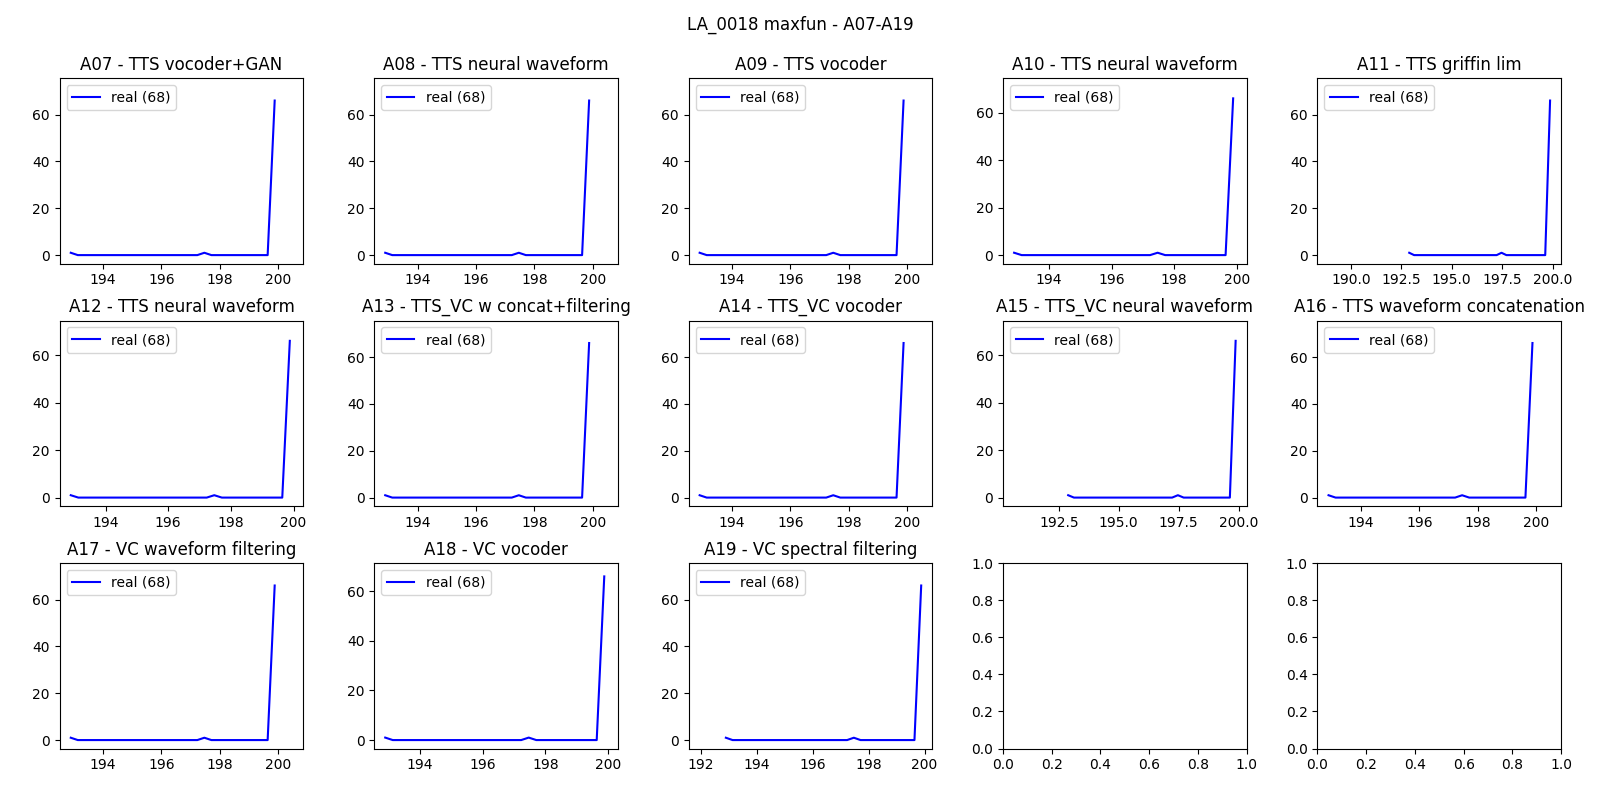 LA_0018 maxfun - A07-A19
A07 - TTS vocoder+GAN
A08 - TTS neural waveform
A09 - TTS vocoder
A10 - TTS neural waveform
A11 - TTS griffin lim
real (68)
real (68)
real (68)
real (68)
real (68)
60
40
20
0
194 196 198 200
60
40
20
0
194 196 198 200
60
40
20
0
194 196 198 200
60
40
20
0
194 196 198 200
60
40
20
0
190.0 192.5 195.0 197.5 200.0
A12 - TTS neural waveform
A13 - TTS_VC w concat+filtering
A14 - TTS_VC vocoder
A15 - TTS_VC neural waveform
A16 - TTS waveform concatenation
real (68)
real (68)
real (68)
real (68)
real (68)
60
40
20
0
194 196 198 200
60
40
20
0
194 196 198 200
60
40
20
0
194 196 198 200
60
40
20
0
192.5 195.0 197.5 200.0
60
40
20
0
194 196 198 200
A17 - VC waveform filtering
A18 - VC vocoder
A19 - VC spectral filtering
real (68)
real (68)
real (68)
60
40
20
0
194 196 198 200
60
40
20
0
194 196 198 200
60
40
20
0
192 194 196 198 200
1.0
0.8
0.6
0.4
0.2
0.0
0.0 0.2 0.4 0.6 0.8 1.0
1.0
0.8
0.6
0.4
0.2
0.0
0.0 0.2 0.4 0.6 0.8 1.0